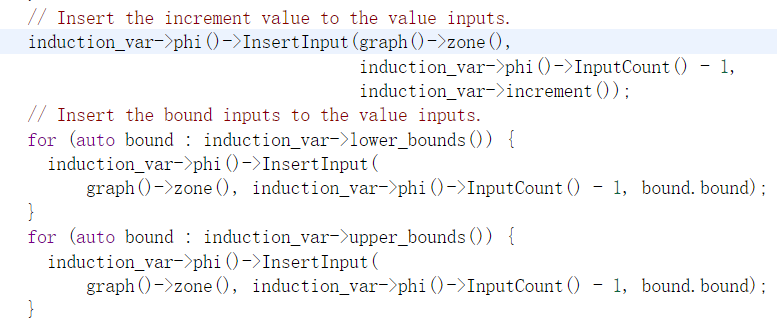 // Insert the increment value to the value inputs.
induction_var->phi()->InsertInput(graph()->zone(),
induction_var->phi()->InputCount() - 1,
induction_var->increment());
// Insert the bound inputs to the value inputs.
for (auto bound : induction_var->lower_bounds()) {
induction_var->phi()->InsertInput(
graph()->zone(), induction_var->phi()->InputCount() - 1, bound.bound);
}
for (auto bound : induction_var->upper_bounds()) {
induction_var->phi()->InsertInput(
graph()->zone(), induction_var->phi()->InputCount() - 1, bound.bound);
}